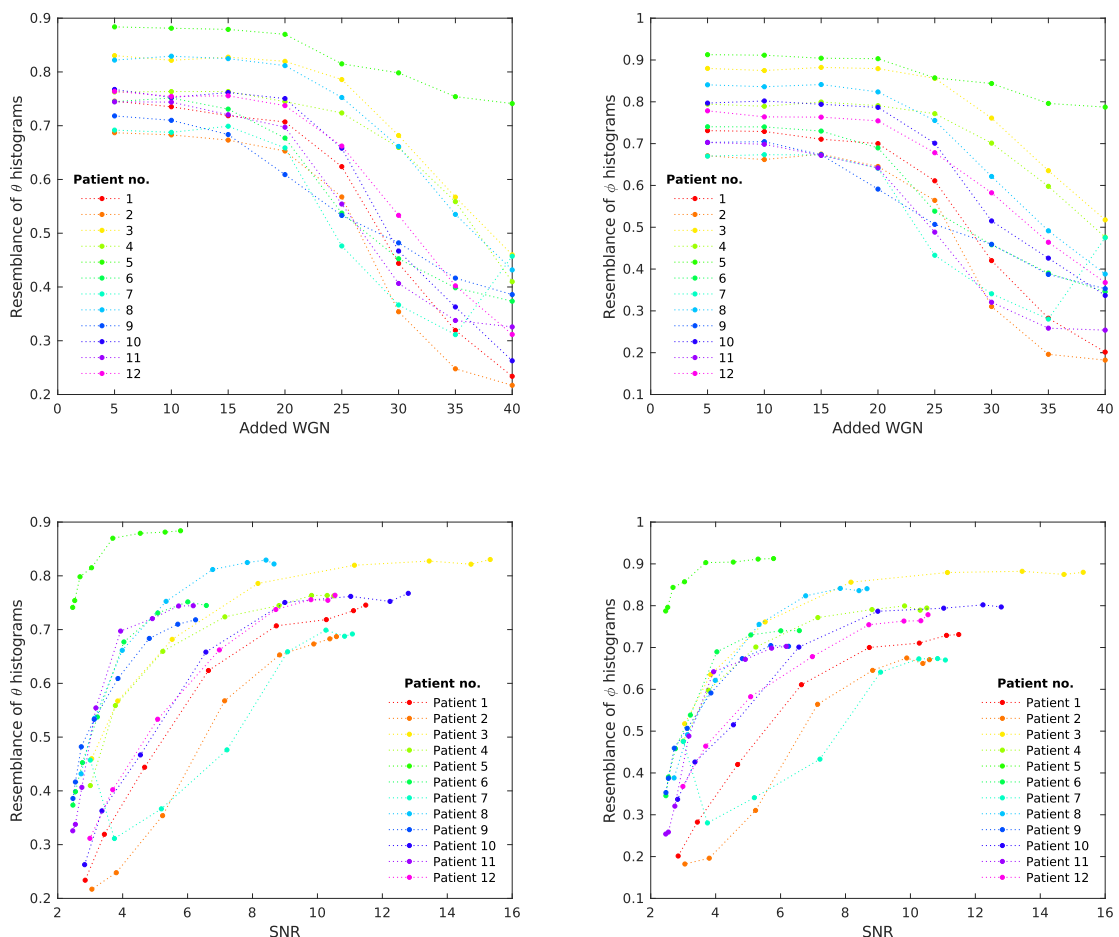 0.9
0.8
0.7
0.6
0.5
0.4
0.3
0.2
Resemblance of θ histograms
Patient no.
1
2
3
4
5
6
7
8
9
10
11
12
0 5 10 15 20 25 30 35 40
Added WGN
1
0.9
0.8
0.7
0.6
0.5
0.4
0.3
0.2
0.1
Resemblance of ϕ histograms
Patient no.
1
2
3
4
5
6
7
8
9
10
11
12
0 5 10 15 20 25 30 35 40
Added WGN
0.9
0.8
0.7
0.6
0.5
0.4
0.3
0.2
Resemblance of θ histograms
Patient no.
Patient 1
Patient 2
Patient 3
Patient 4
Patient 5
Patient 6
Patient 7
Patient 8
Patient 9
Patient 10
Patient 11
Patient 12
2 4 6 8 10 12 14 16
SNR
1
0.9
0.8
0.7
0.6
0.5
0.4
0.3
0.2
0.1
Resemblance of ϕ histograms
Patient no.
Patient 1
Patient 2
Patient 3
Patient 4
Patient 5
Patient 6
Patient 7
Patient 8
Patient 9
Patient 10
Patient 11
Patient 12
2 4 6 8 10 12 14 16
SNR